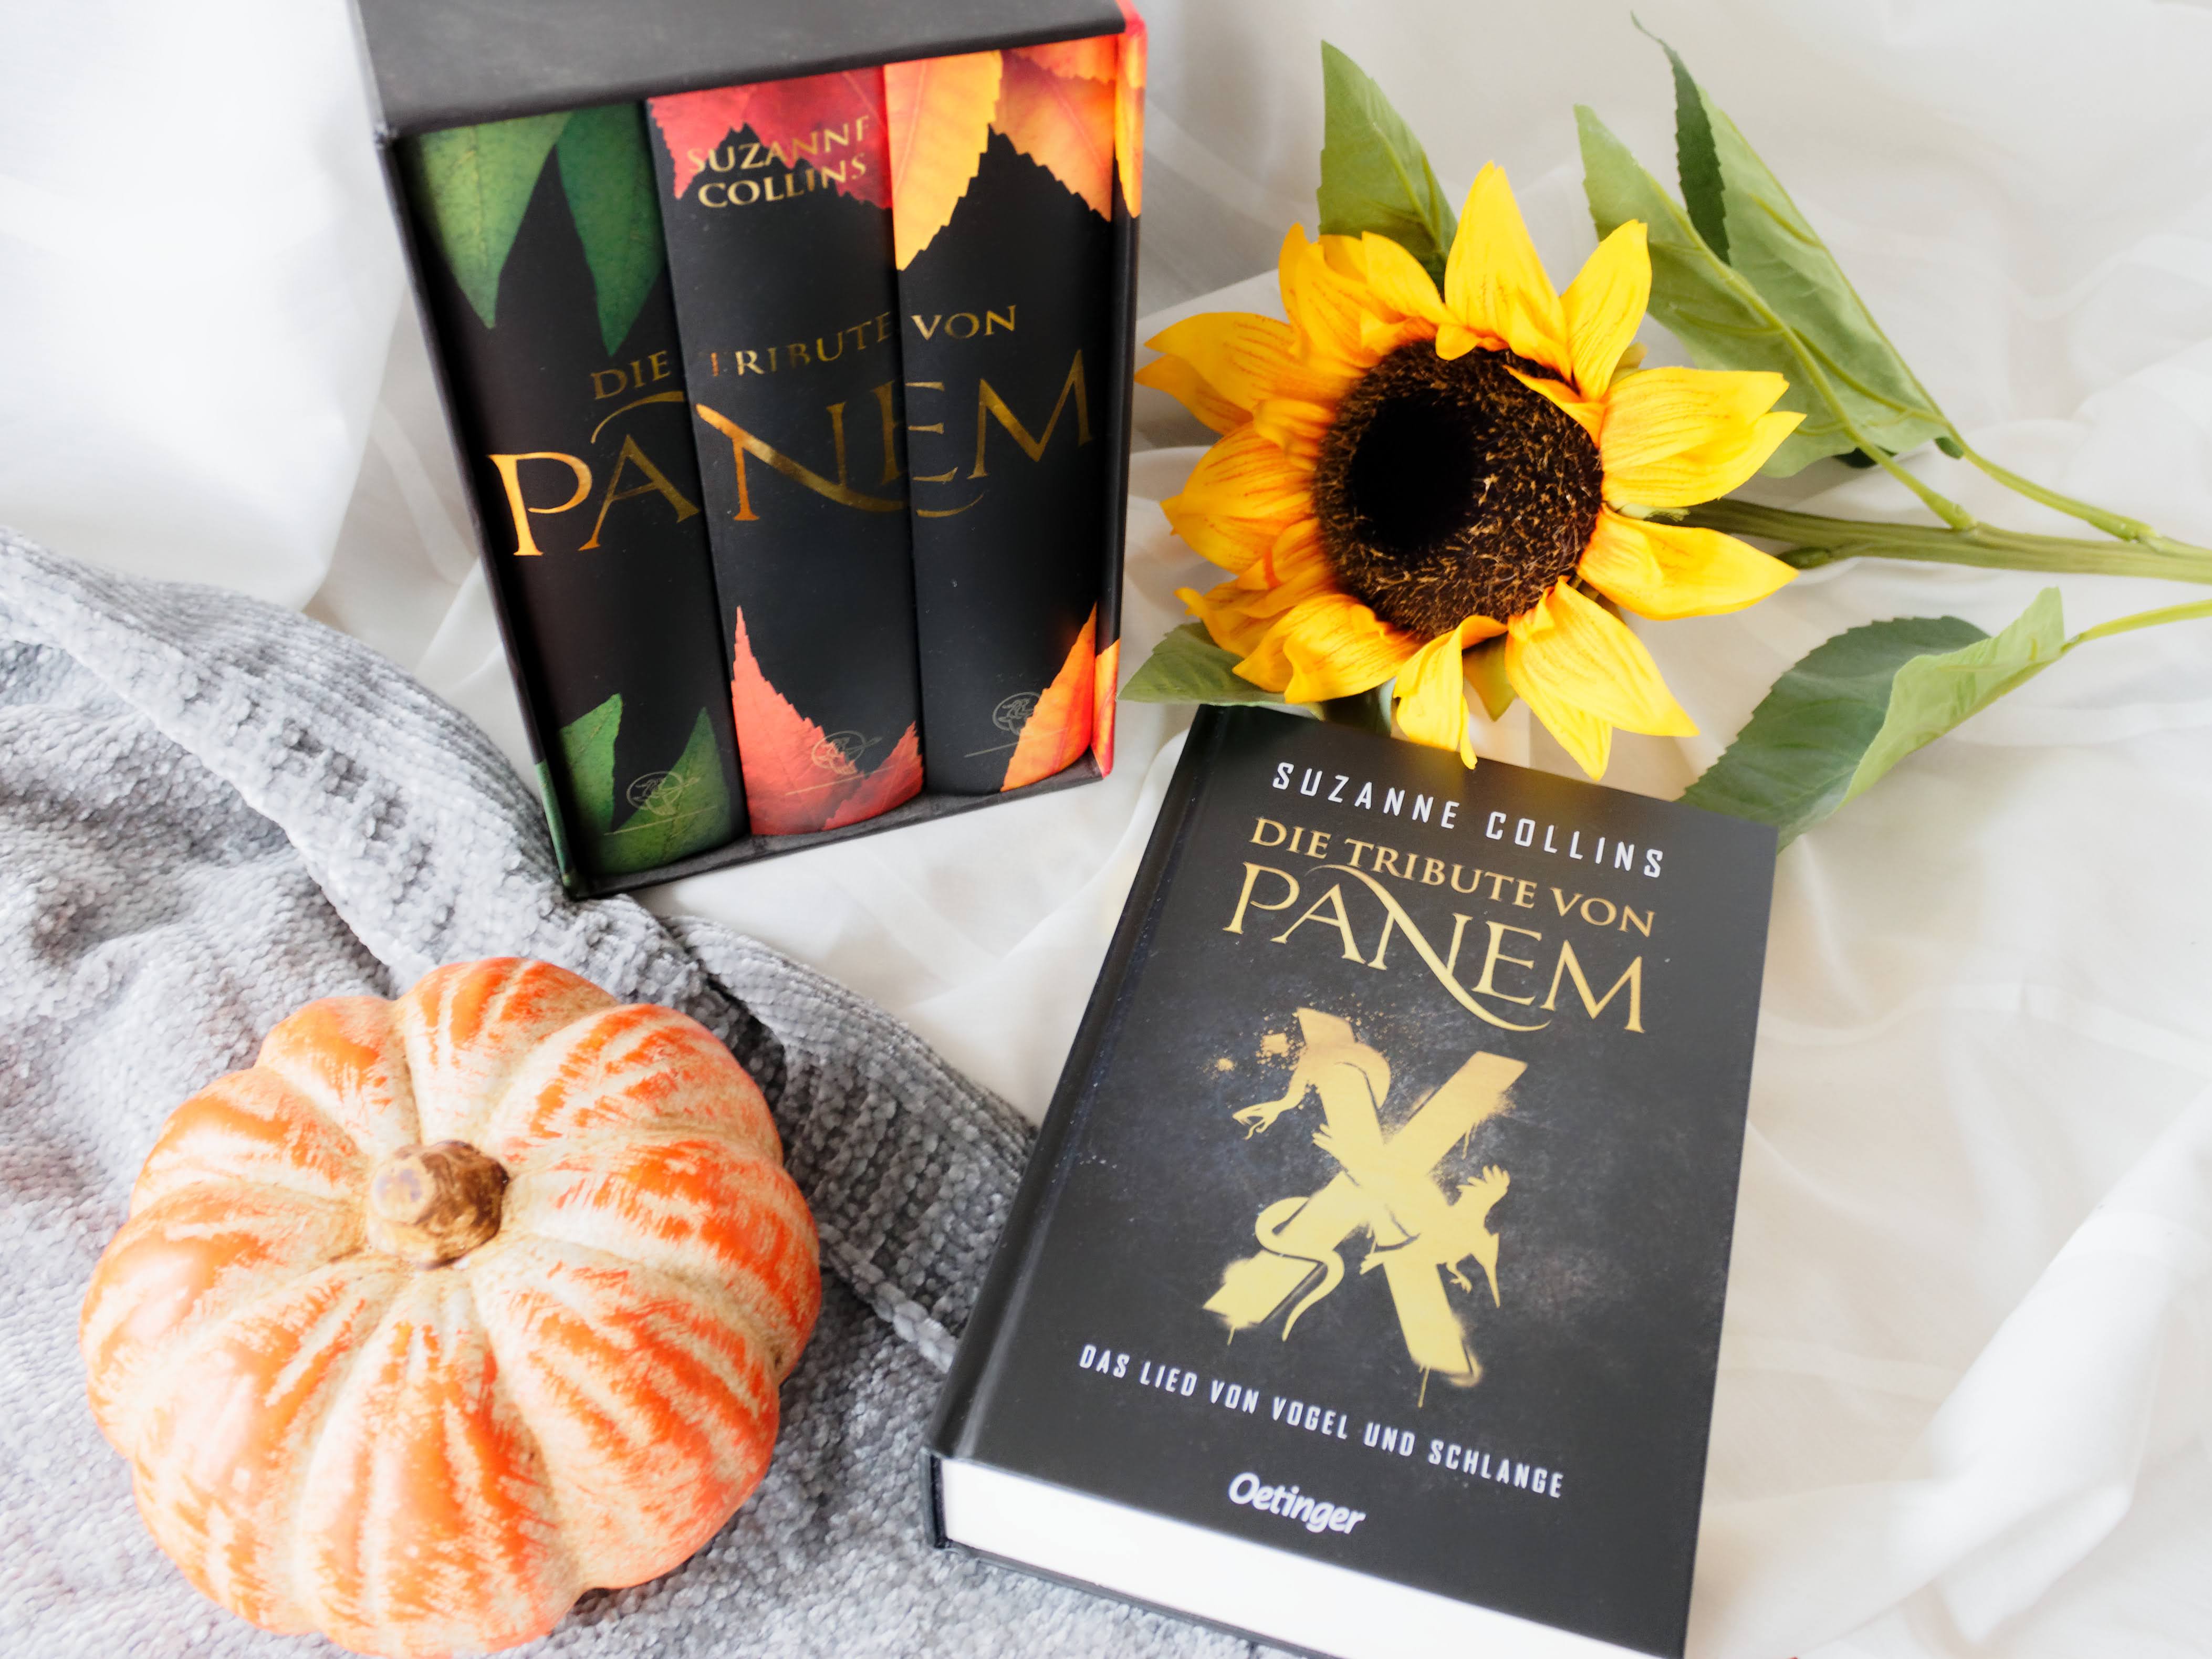 SUZANNE
COLLINS
DIE TRIBUTE VON
PANEM
SUZANNE COLLINS
DIE TRIBUTE VON
PANEM
X
DAS LIED VON VOGEL UND SCHLANGE
Oetinger